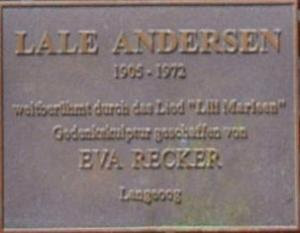 LALE ANDERSEN
1905 - 1972
weltberühmt durch das Lied "Lili Marleen"
Gedenkskulptur geschaffen von
EVA RECKER
Langeoog